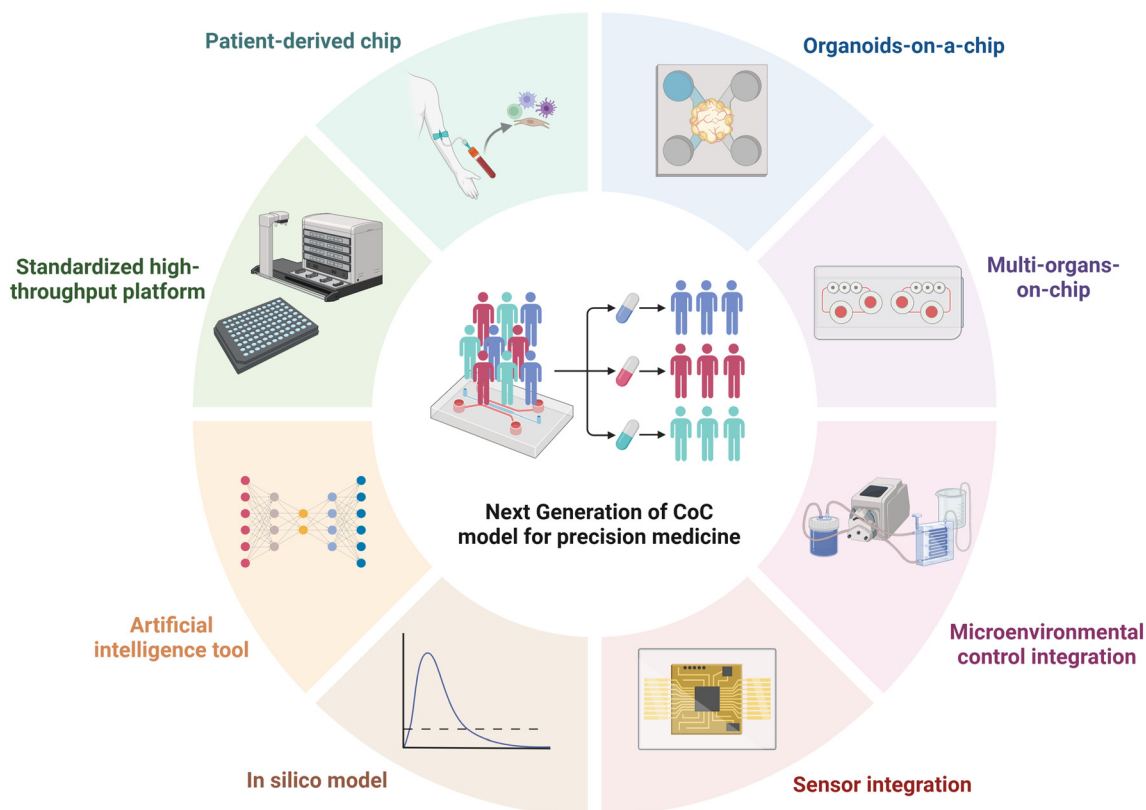 Patient-derived chip
Organoids-on-a-chip
Standardized high-
throughput platform
Multi-organs-
on-chip
Next Generation of CoC
model for precision medicine
Artificial
intelligence tool
Microenvironmental
control integration
In silico model
Sensor integration